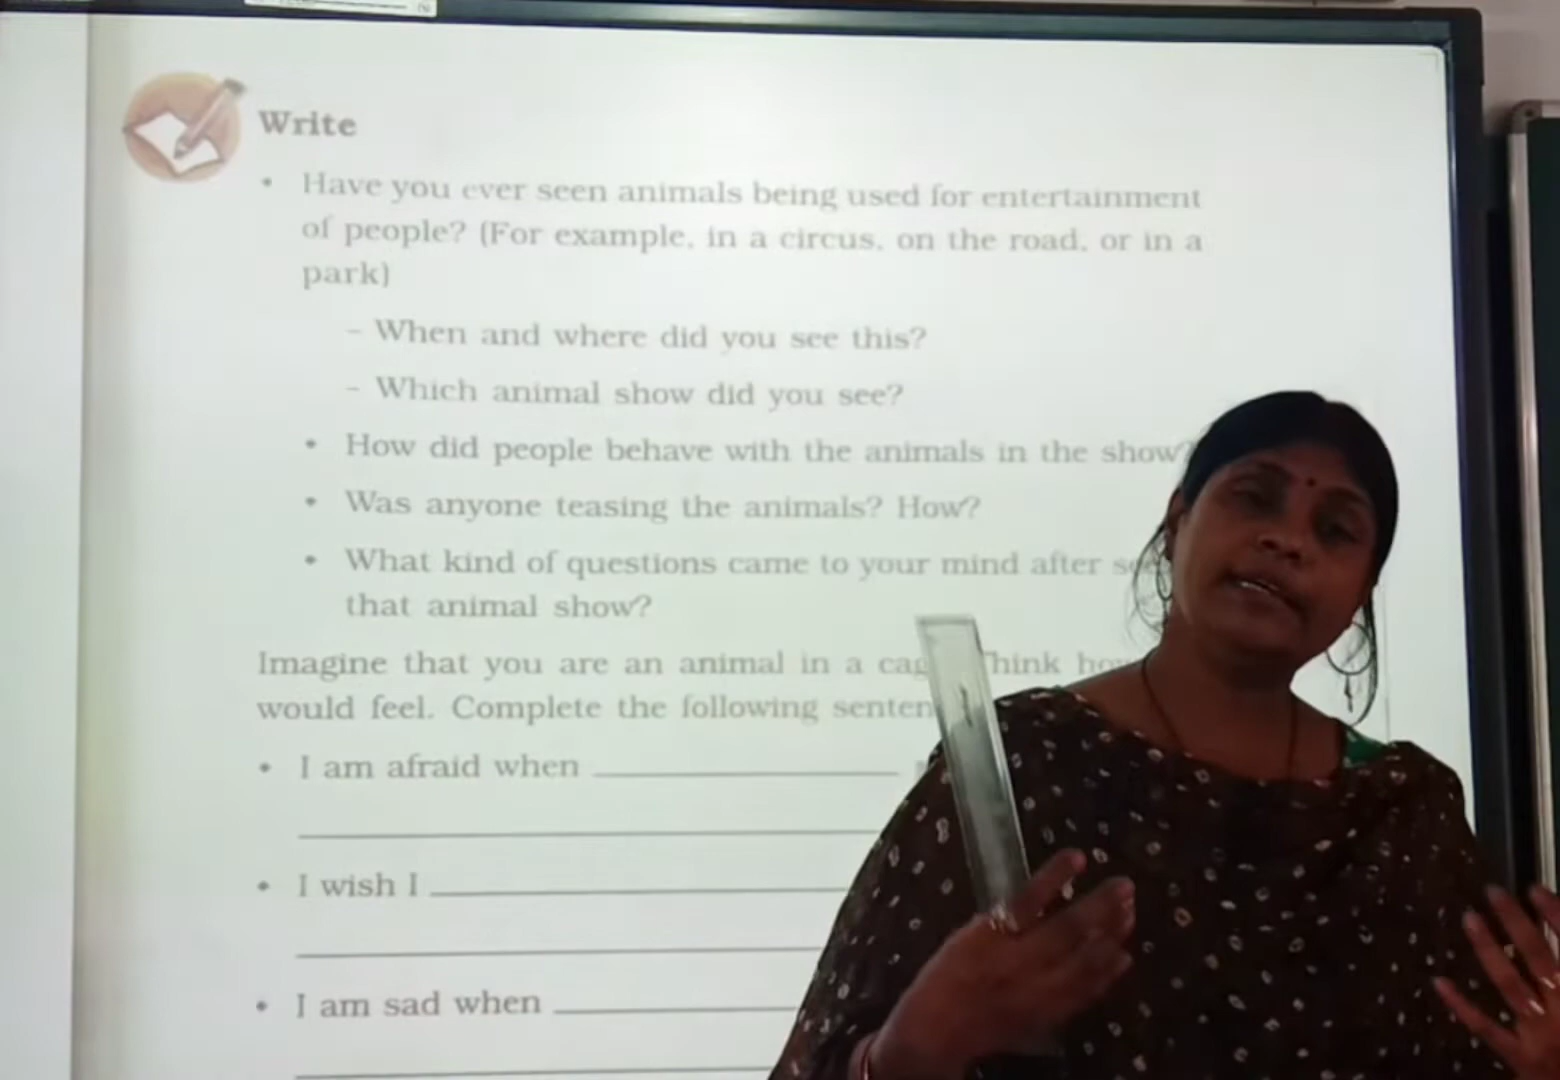 Write
• Have you ever seen animals being used for entertainment
of people? (For example, in a circus, on the road, or in a
park)
– When and where did you see this?
– Which animal show did you see?
• How did people behave with the animals in the show?
• Was anyone teasing the animals? How?
• What kind of questions came to your mind after
that animal show?
Imagine that you are an animal in a Think
would feel. Complete the following
• I am afraid when
• I wish I
• I am sad when